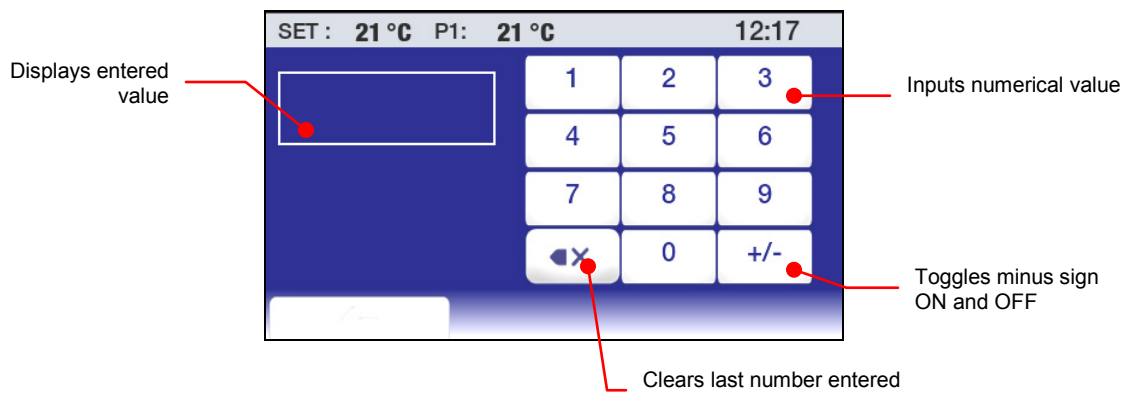 SET : 21 °C P1: 21 °C 12:17
Displays entered
value
1 2 3
Inputs numerical value
4 5 6
7 8 9
0 +/-
Toggles minus sign
ON and OFF
Clears last number entered